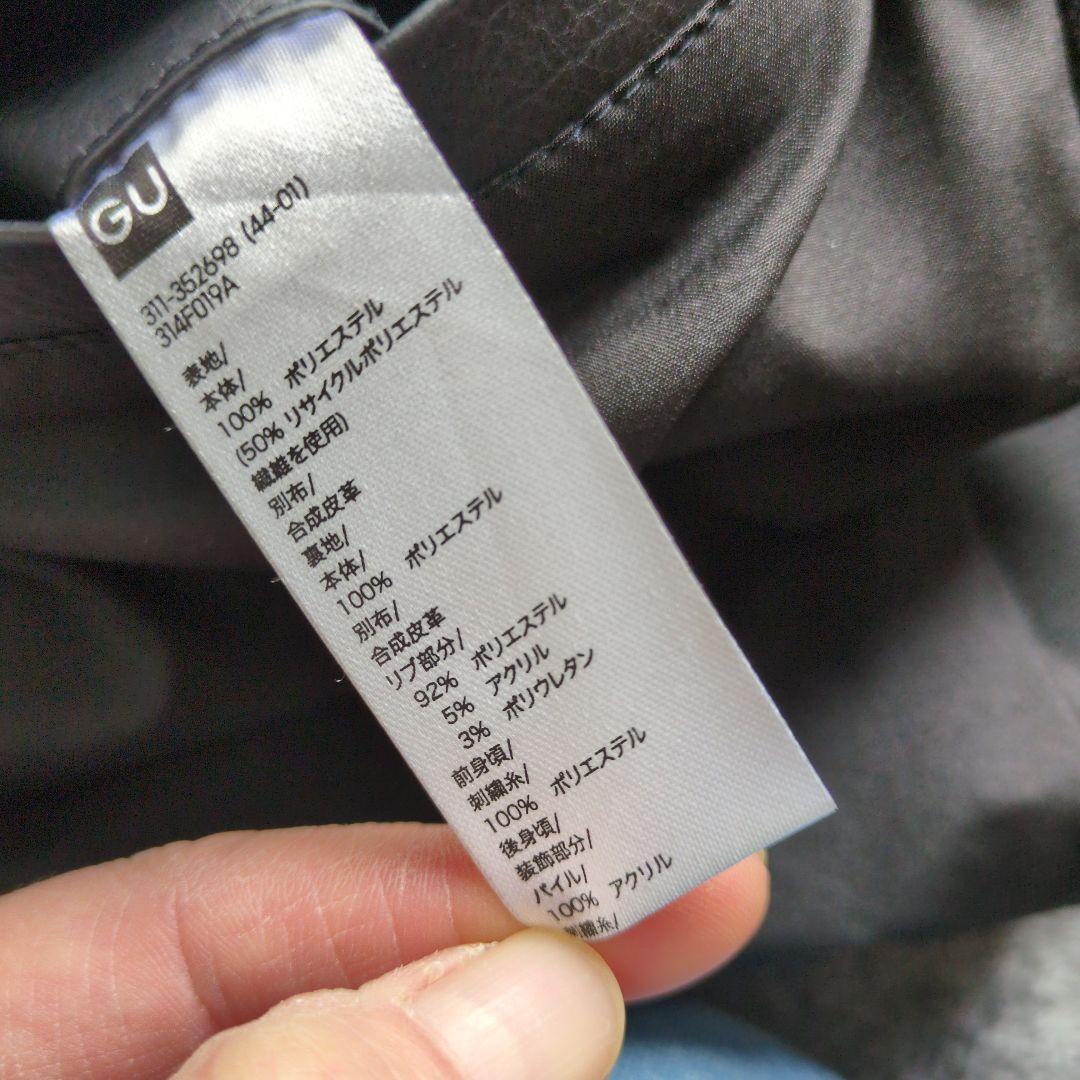 GU
311-352698 (44-01)
314F019A
表地/
本体/
100% ポリエステル
(50% リサイクルポリエステル
繊維を使用)
別布/
合成皮革
裏地/
本体/
100% ポリエステル
別布/
合成皮革
リブ部分/
92% ポリエステル
5% アクリル
3% ポリウレタン
前身頃/
刺繍糸/
100% ポリエステル
後身頃/
装飾部分/
パイル/
100% アクリル
刺繍糸/